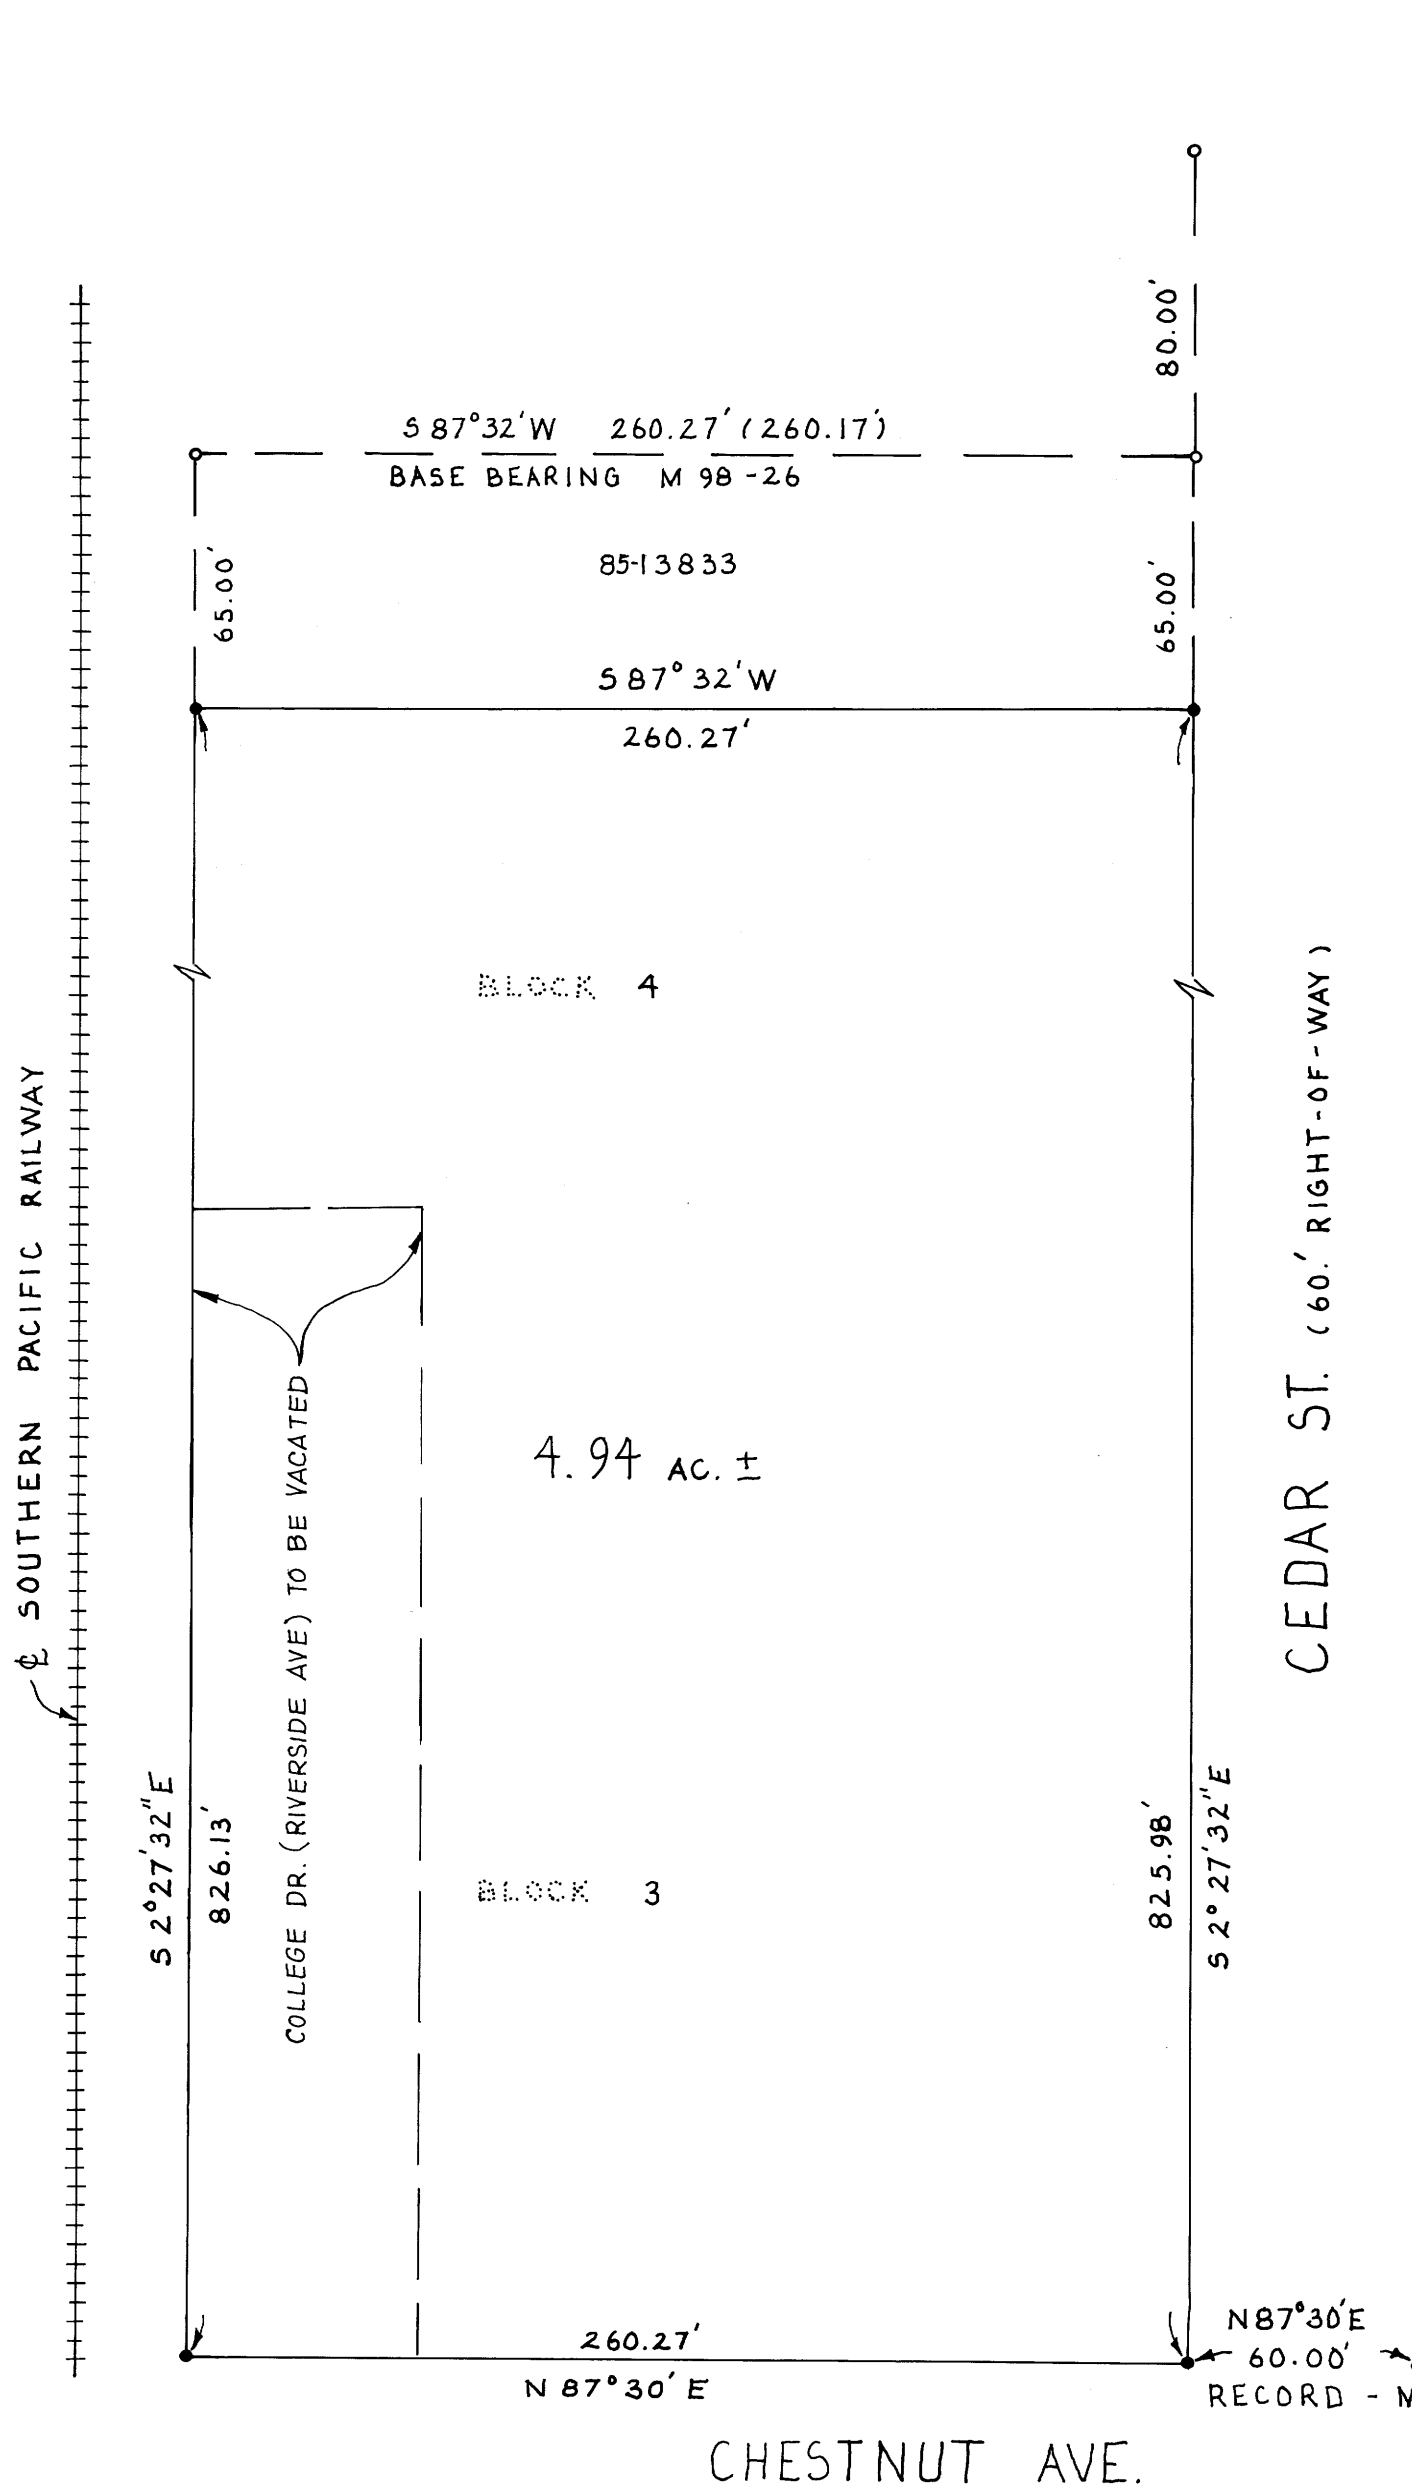 80.00'
S 87°32'W 260.27' (260.17')
BASE BEARING M 98-26
85-13833
65.00'
65.00'
S 87° 32' W
260.27'
BLOCK 4
℄ SOUTHERN PACIFIC RAILWAY
CEDAR ST. (60.' RIGHT-OF-WAY)
4.94 AC. ±
COLLEGE DR. (RIVERSIDE AVE) TO BE VACATED
S 2°27'32"E
826.13'
BLOCK 3
825.98'
S 2° 27' 32" E
260.27'
N 87°30' E
N87°30'E
60.00'
RECORD -
CHESTNUT AVE.